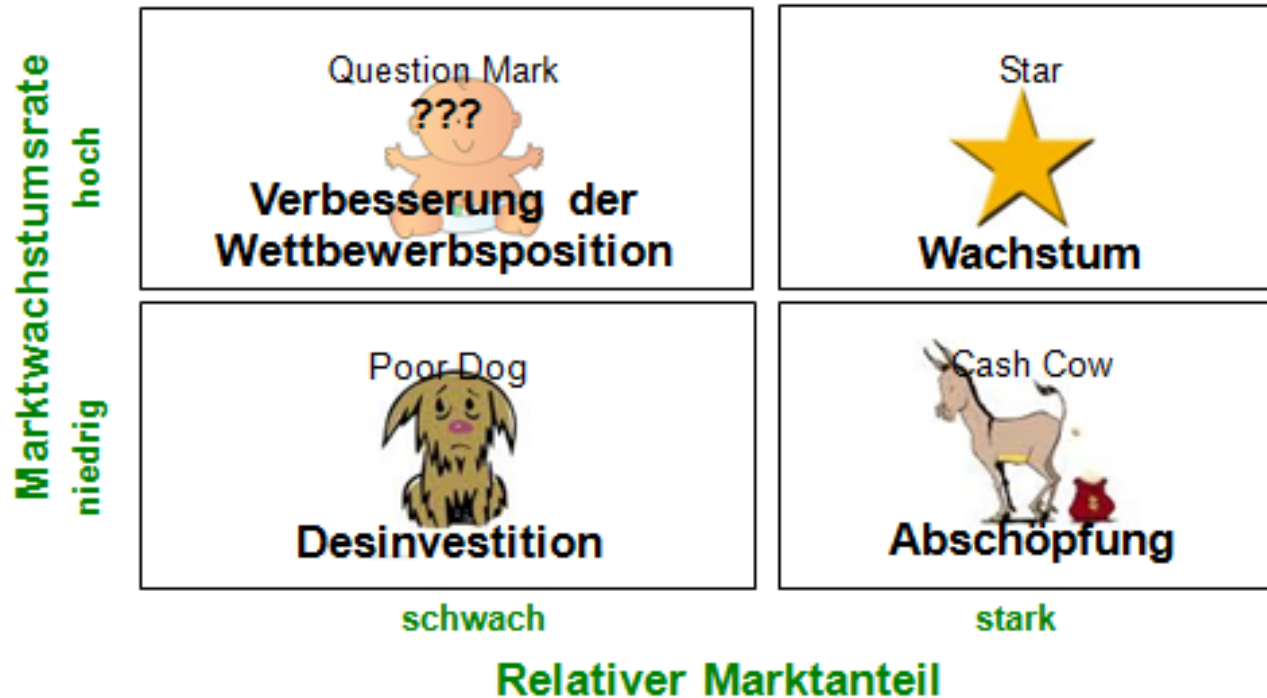 Marktwachstumsrate
hoch
niedrig
Question Mark
???
Verbesserung der
Wettbewerbsposition
Star
Wachstum
Poor Dog
Desinvestition
Cash Cow
Abschöpfung
schwach
stark
Relativer Marktanteil